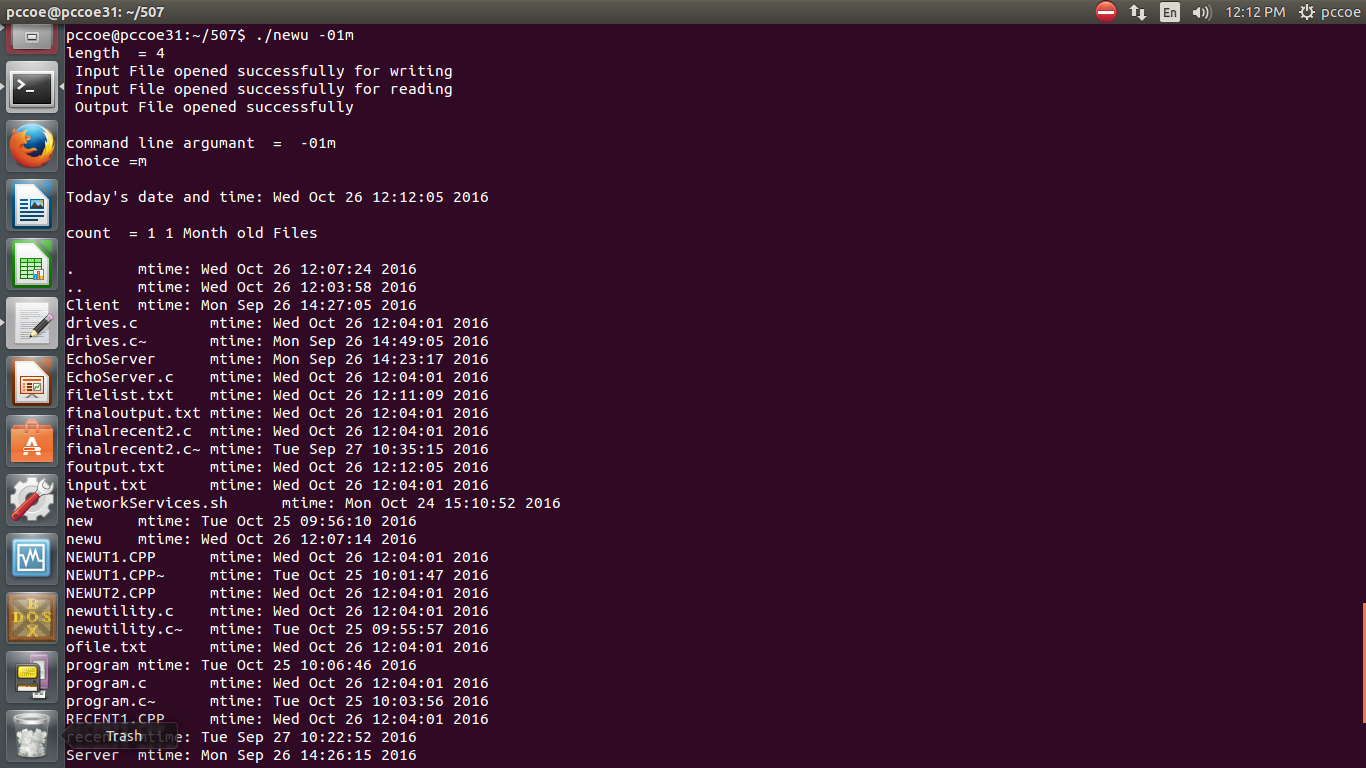 pccoe@pccoe31: ~/507 En 12:12 PM pccoe
pccoe@pccoe31:~/507$ ./newu -01m
length  = 4
 Input File opened successfully for writing
 Input File opened successfully for reading
 Output File opened successfully
command line argumant  =  -01m
choice =m
Today's date and time: Wed Oct 26 12:12:05 2016
count  = 1 1 Month old Files
.       mtime: Wed Oct 26 12:07:24 2016
..      mtime: Wed Oct 26 12:03:58 2016
Client  mtime: Mon Sep 26 14:27:05 2016
drives.c        mtime: Wed Oct 26 12:04:01 2016
drives.c~       mtime: Mon Sep 26 14:49:05 2016
EchoServer      mtime: Mon Sep 26 14:23:17 2016
EchoServer.c    mtime: Wed Oct 26 12:04:01 2016
filelist.txt    mtime: Wed Oct 26 12:11:09 2016
finaloutput.txt mtime: Wed Oct 26 12:04:01 2016
finalrecent2.c  mtime: Wed Oct 26 12:04:01 2016
finalrecent2.c~ mtime: Tue Sep 27 10:35:15 2016
foutput.txt     mtime: Wed Oct 26 12:12:05 2016
input.txt       mtime: Wed Oct 26 12:04:01 2016
NetworkServices.sh      mtime: Mon Oct 24 15:10:52 2016
new     mtime: Tue Oct 25 09:56:10 2016
newu    mtime: Wed Oct 26 12:07:14 2016
NEWUT1.CPP      mtime: Wed Oct 26 12:04:01 2016
NEWUT1.CPP~     mtime: Tue Oct 25 10:01:47 2016
NEWUT2.CPP      mtime: Wed Oct 26 12:04:01 2016
newutility.c    mtime: Wed Oct 26 12:04:01 2016
newutility.c~   mtime: Tue Oct 25 09:55:57 2016
ofile.txt       mtime: Wed Oct 26 12:04:01 2016
program mtime: Tue Oct 25 10:06:46 2016
program.c       mtime: Wed Oct 26 12:04:01 2016
program.c~      mtime: Tue Oct 25 10:03:56 2016
RECENT1.CPP     mtime: Wed Oct 26 12:04:01 2016
Trash
Tue Sep 27 10:22:52 2016
Server  mtime: Mon Sep 26 14:26:15 2016